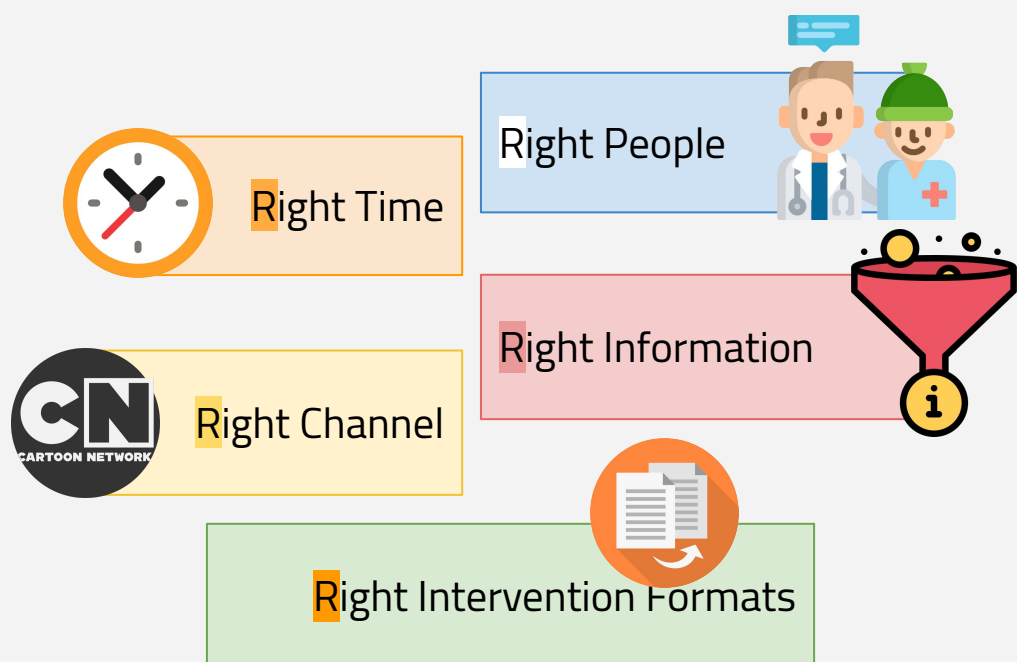 Right People
Right Time
Right Information
CN
CARTOON NETWORK
Right Channel
i
Right Intervention Formats